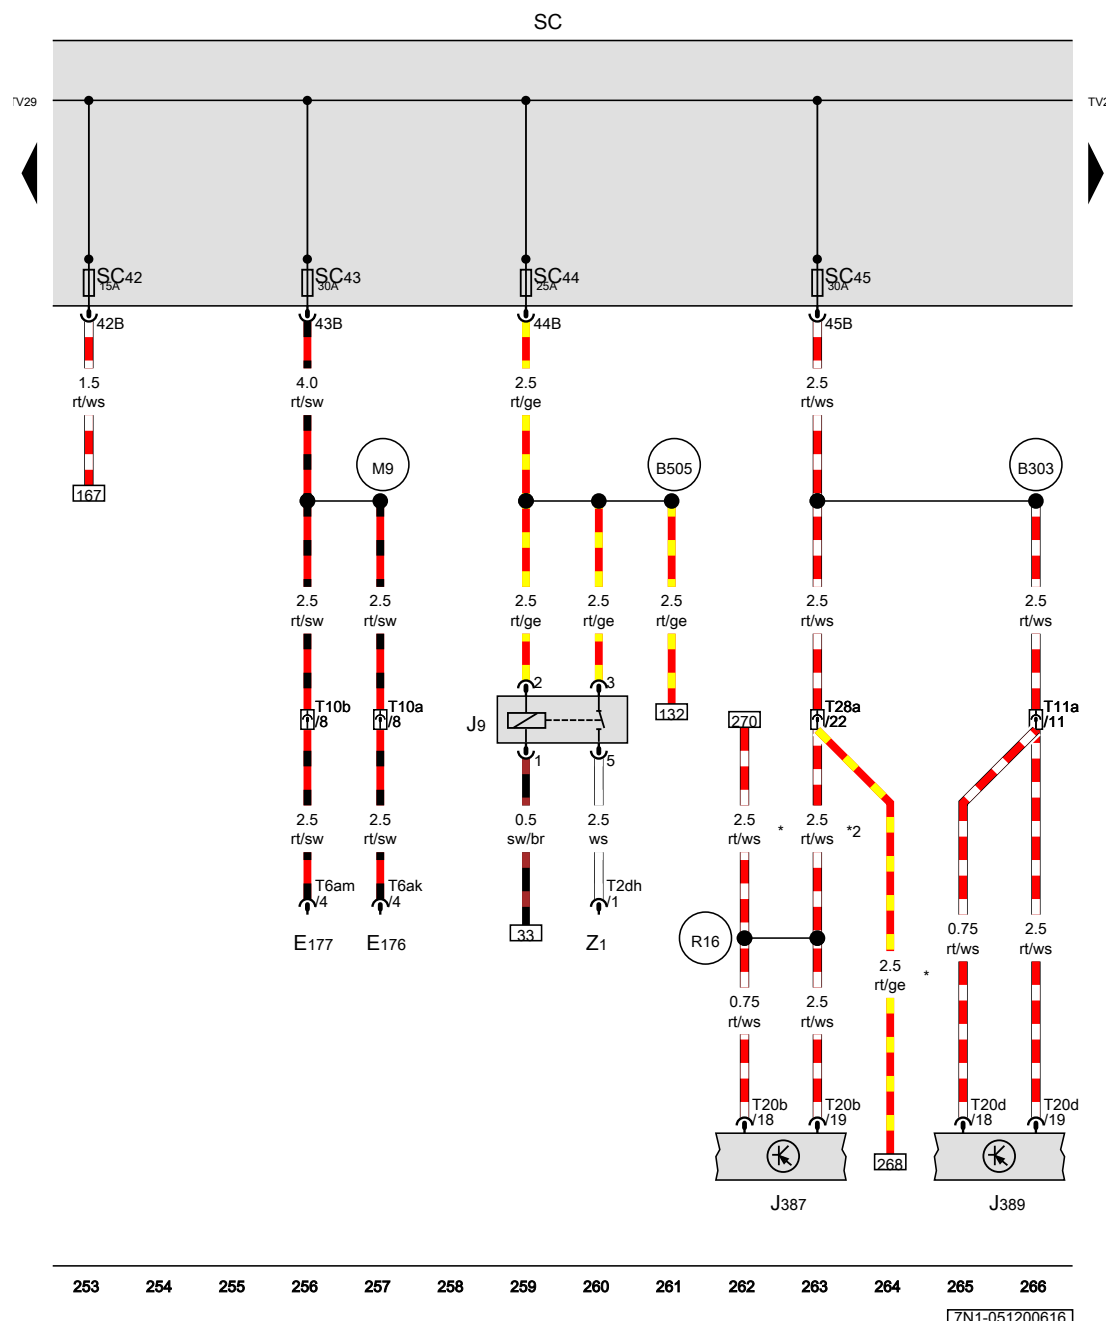 SC
TV29
TV2
SC42 SC43 SC44 SC45
15A 30A 25A 30A
42B 43B 44B 45B
1.5 4.0 2.5 2.5
rt/ws rt/sw rt/ge rt/ws
M9 B505 B303
167
2.5 2.5 2.5 2.5 2.5 2.5 2.5
rt/sw rt/sw rt/ge rt/ge rt/ge rt/ws rt/ws
2 3
T10b T10a T28a T11a
/8 /8 /22 /11
132
270
J9
1 5
2.5 2.5 0.5 2.5 2.5 * 2.5 *2
rt/sw rt/sw sw/br ws rt/ws rt/ws
T6am T6ak T2dh
/4 /4 /1
33
E177 E176 Z1 R16
0.75 2.5
rt/ws rt/ws
2.5 *
rt/ge
0.75 2.5
rt/ws rt/ws
T20b T20b T20d T20d
/18 /19 /18 /19
268
J387 J389
253 254 255 256 257 258 259 260 261 262 263 264 265 266
7N1-051200616